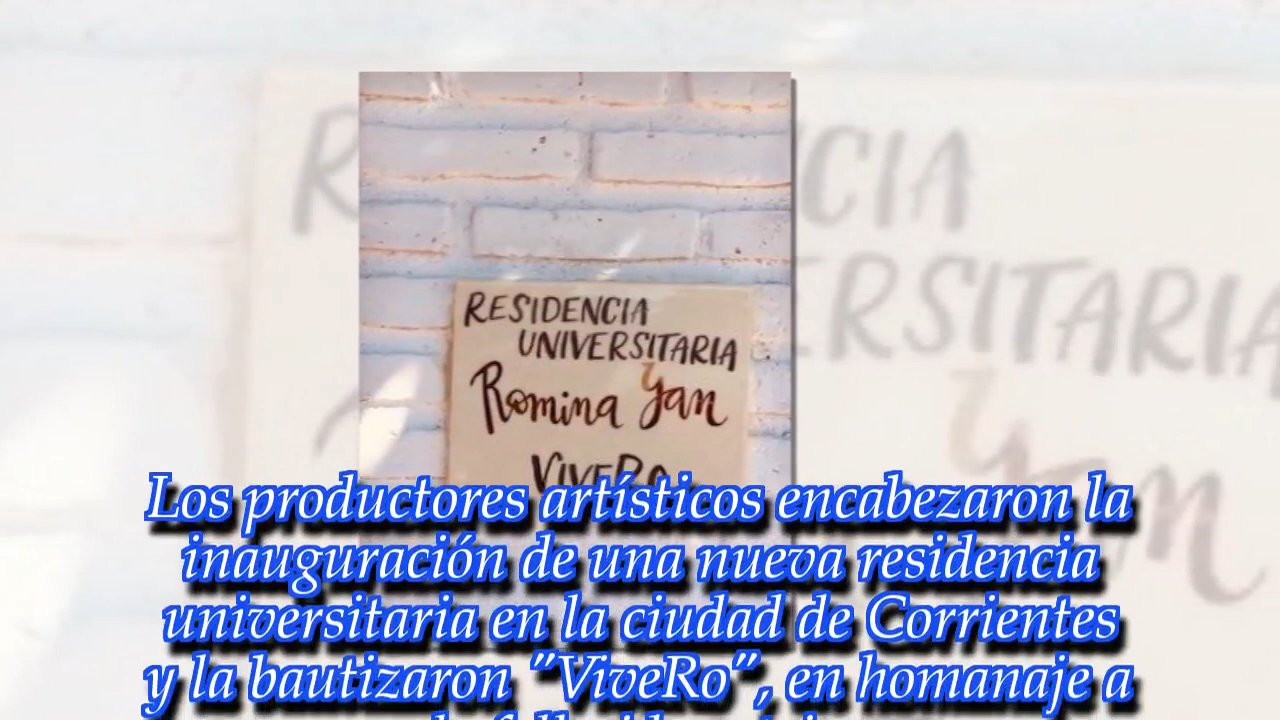 RESIDENCIA
UNIVERSITARIA
Romina Yan
ViveRo
Los productores artísticos encabezaron la
inauguración de una nueva residencia
universitaria en la ciudad de Corrientes
y la bautizaron "ViveRo", en homanaje a